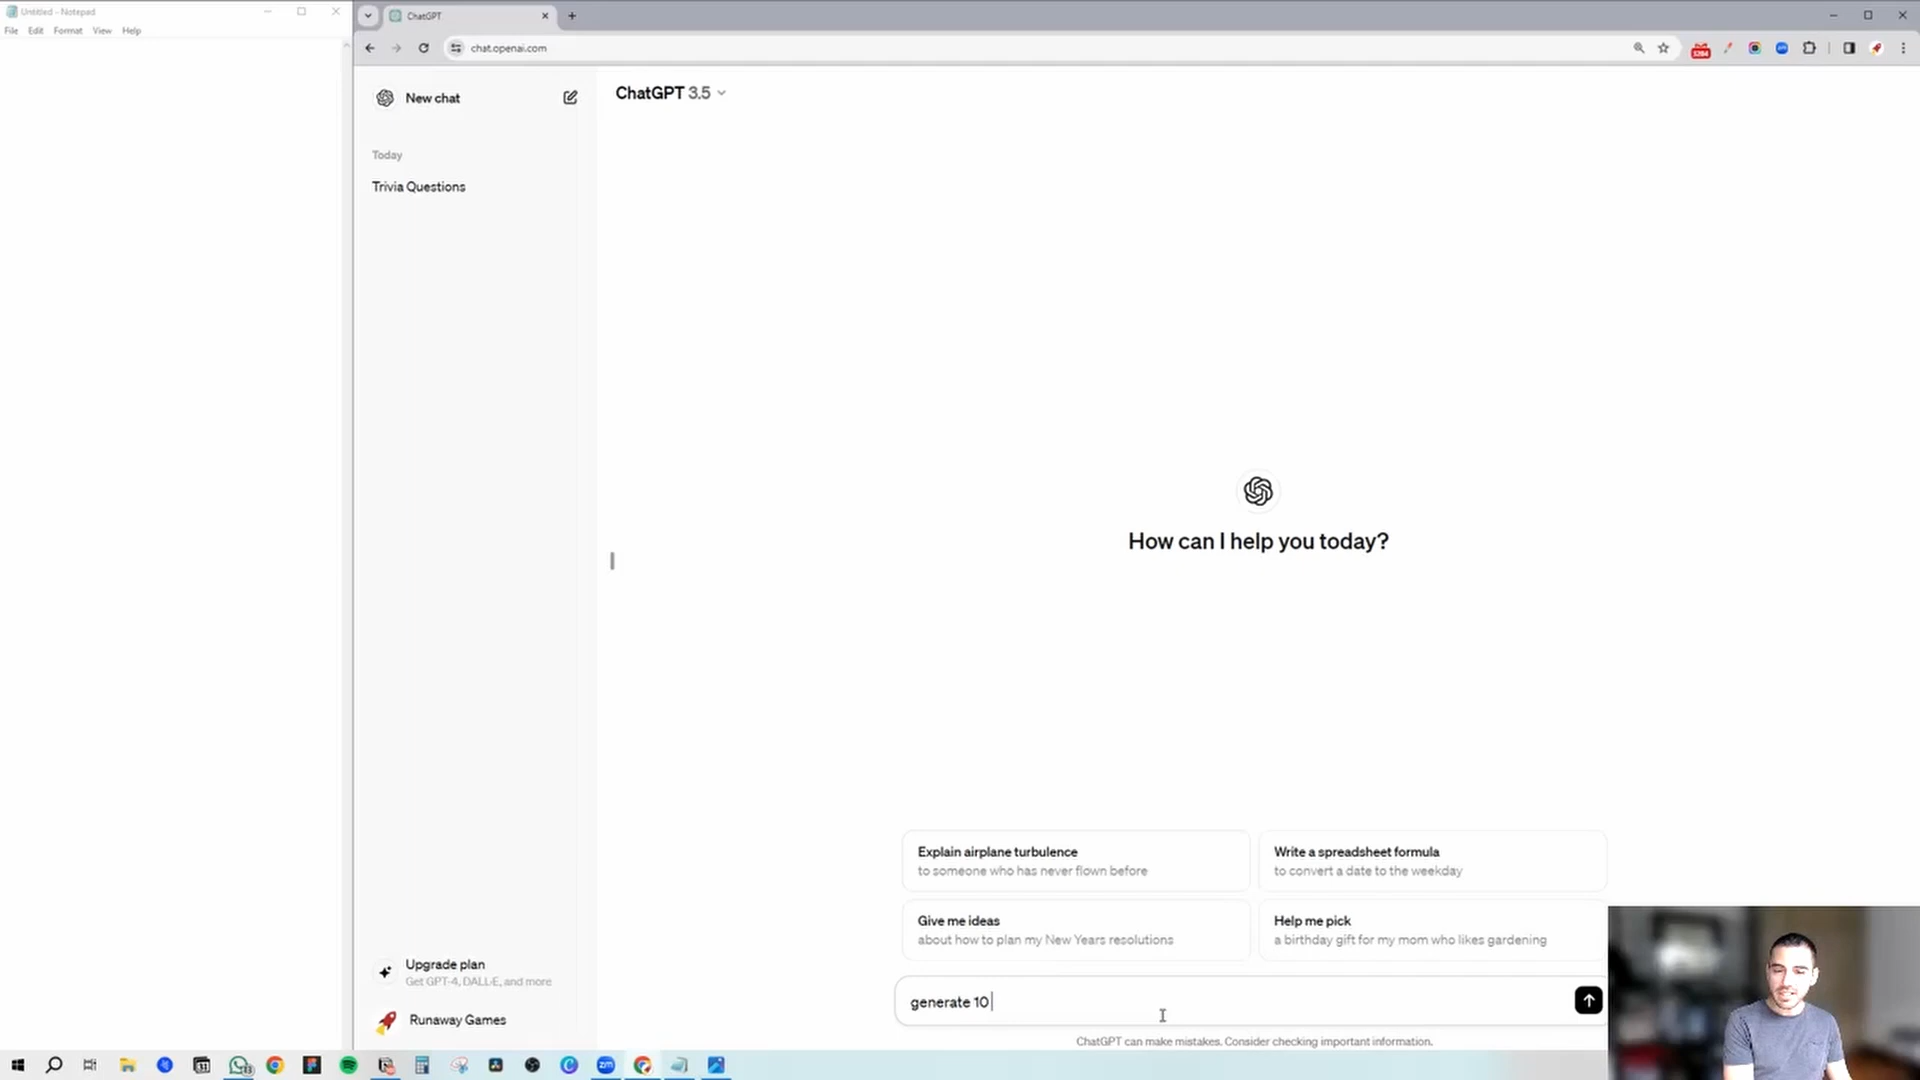 Untitled - Notepad
File Edit Format View Help
ChatGPT
chat.openai.com
New chat
ChatGPT 3.5
Today
Trivia Questions
How can I help you today?
Explain airplane turbulence
to someone who has never flown before
Write a spreadsheet formula
to convert a date to the weekday
Give me ideas
about how to plan my New Years resolutions
Help me pick
a birthday gift for my mom who likes gardening
Upgrade plan
Get GPT-4, DALL·E, and more
generate 10
Runaway Games
ChatGPT can make mistakes. Consider checking important information.